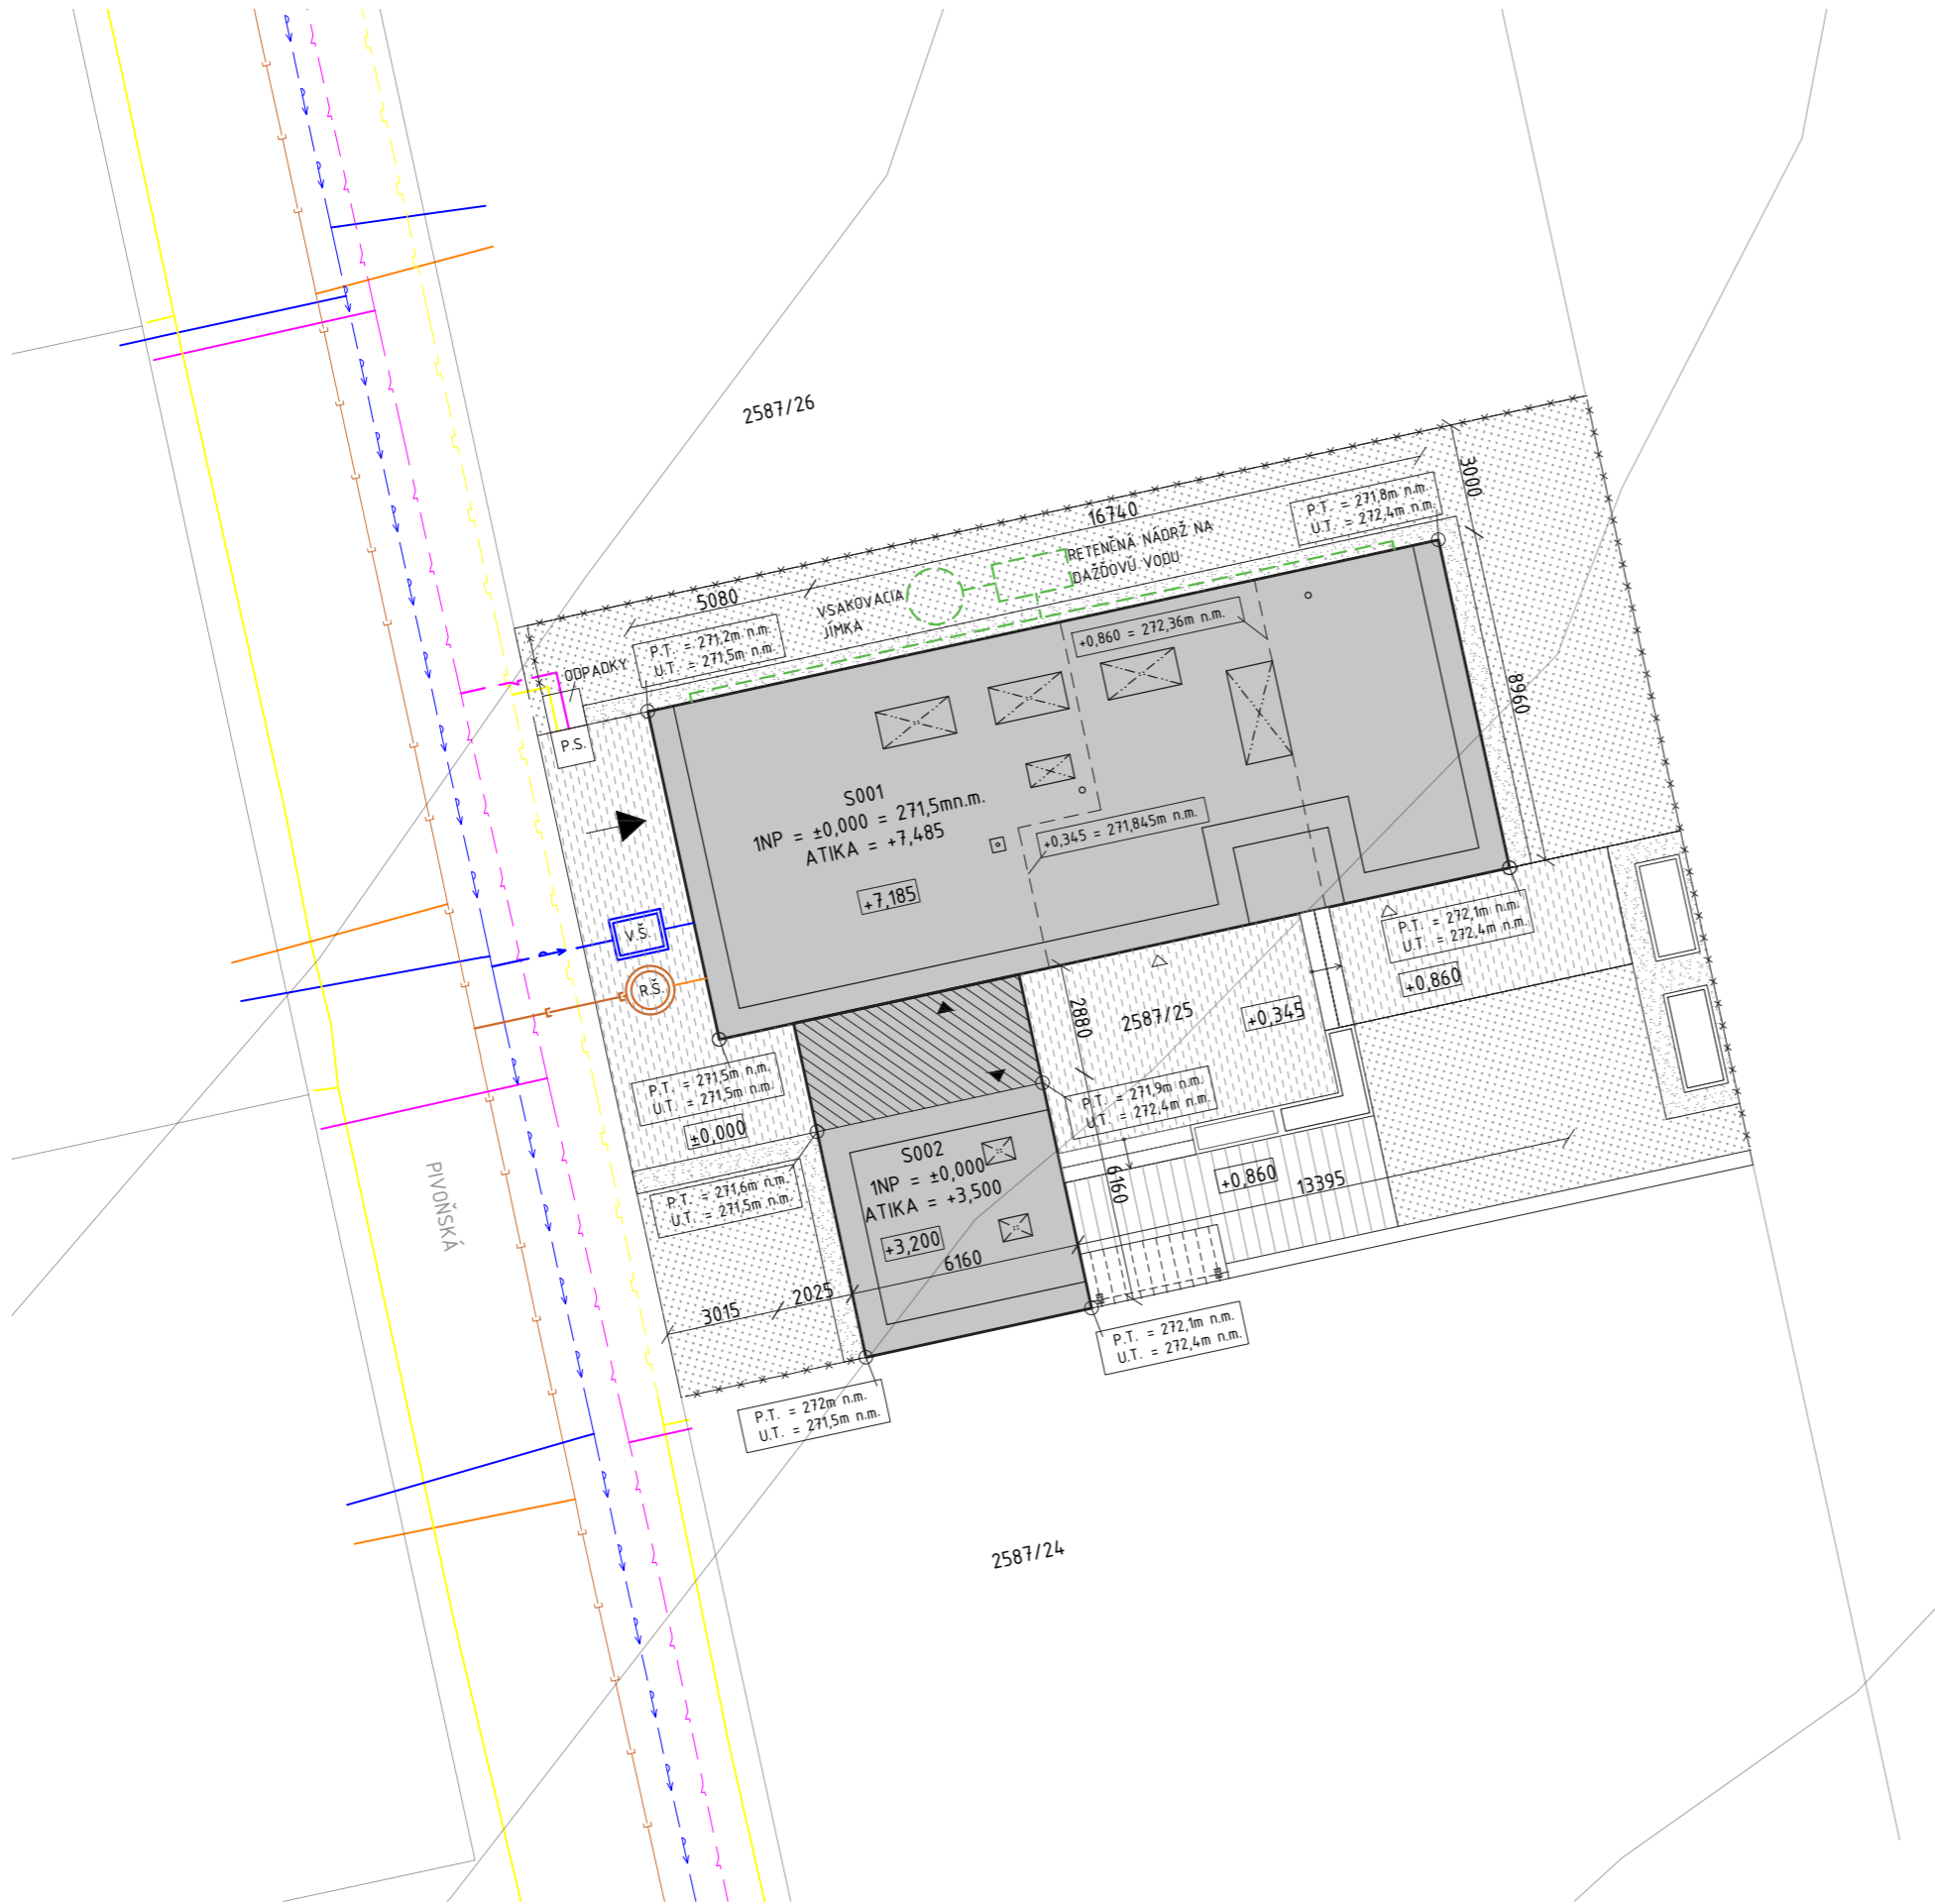 2587/26
3000
16740
P.T. = 271,8m n.m.
U.T. = 272,4m n.m.
RETENČNÁ NÁDRŽ NA
DAŽĎOVÚ VODU
5080
VSAKOVACIA
JÍMKA
P.T. = 271,2m n.m.
U.T. = 271,5m n.m.
ODPADKY
+0,860 = 272,36m n.m.
8960
P.S.
S001
1NP = ±0,000 = 271,5mn.m.
ATIKA = +7,485
+0,345 = 271,845m n.m.
+7,185
V.Š.
R.Š.
P.T. = 272,1m n.m.
U.T. = 272,4m n.m.
+0,860
2880
2587/25
+0,345
P.T. = 271,5m n.m.
U.T. = 271,5m n.m.
±0,000
P.T. = 271,9m n.m.
U.T. = 272,4m n.m.
PIVOŇSKÁ
S002
1NP = ±0,000
ATIKA = +3,500
+3,200
P.T. = 271,6m n.m.
U.T. = 271,5m n.m.
6160
+0,860
13395
6160
2025
3015
P.T. = 272,1m n.m.
U.T. = 272,4m n.m.
P.T. = 272m n.m.
U.T. = 271,5m n.m.
2587/24